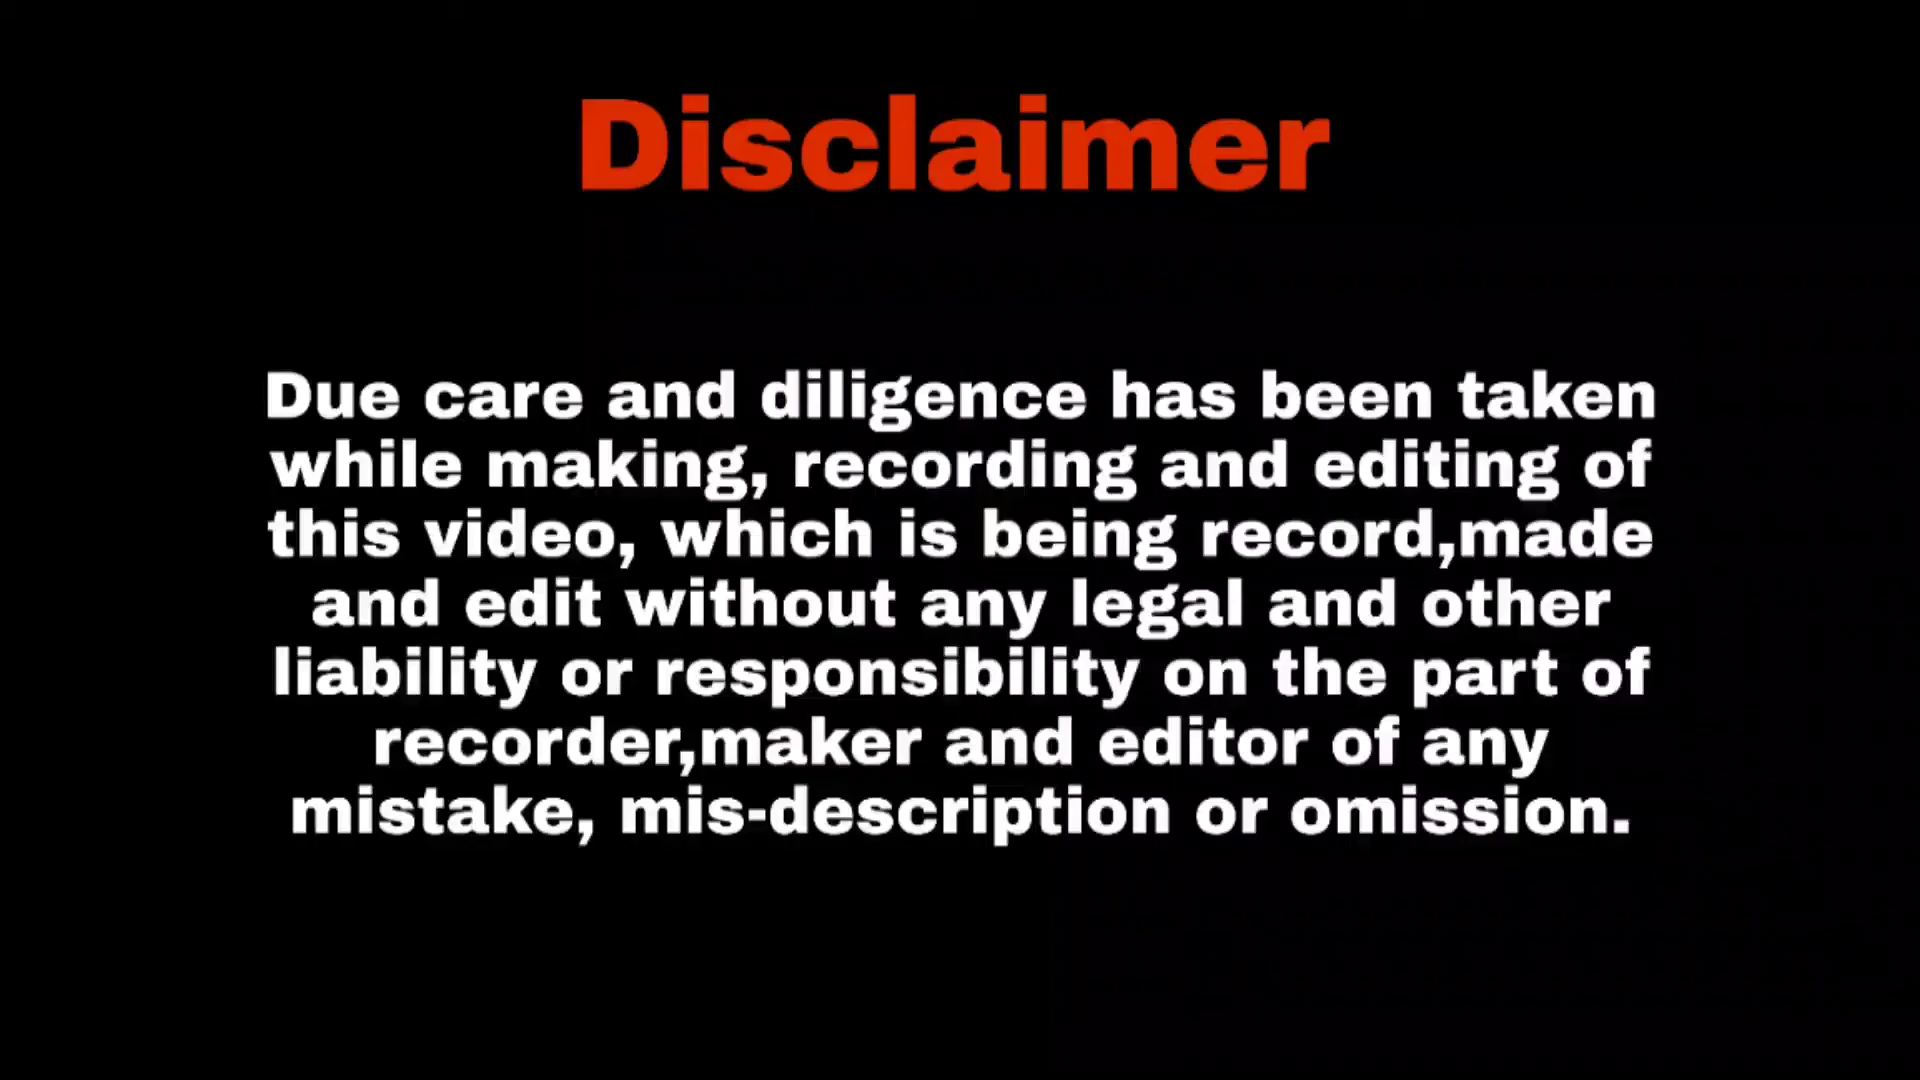 Disclaimer
Due care and diligence has been taken
while making, recording and editing of
this video, which is being record,made
and edit without any legal and other
liability or responsibility on the part of
recorder,maker and editor of any
mistake, mis-description or omission.